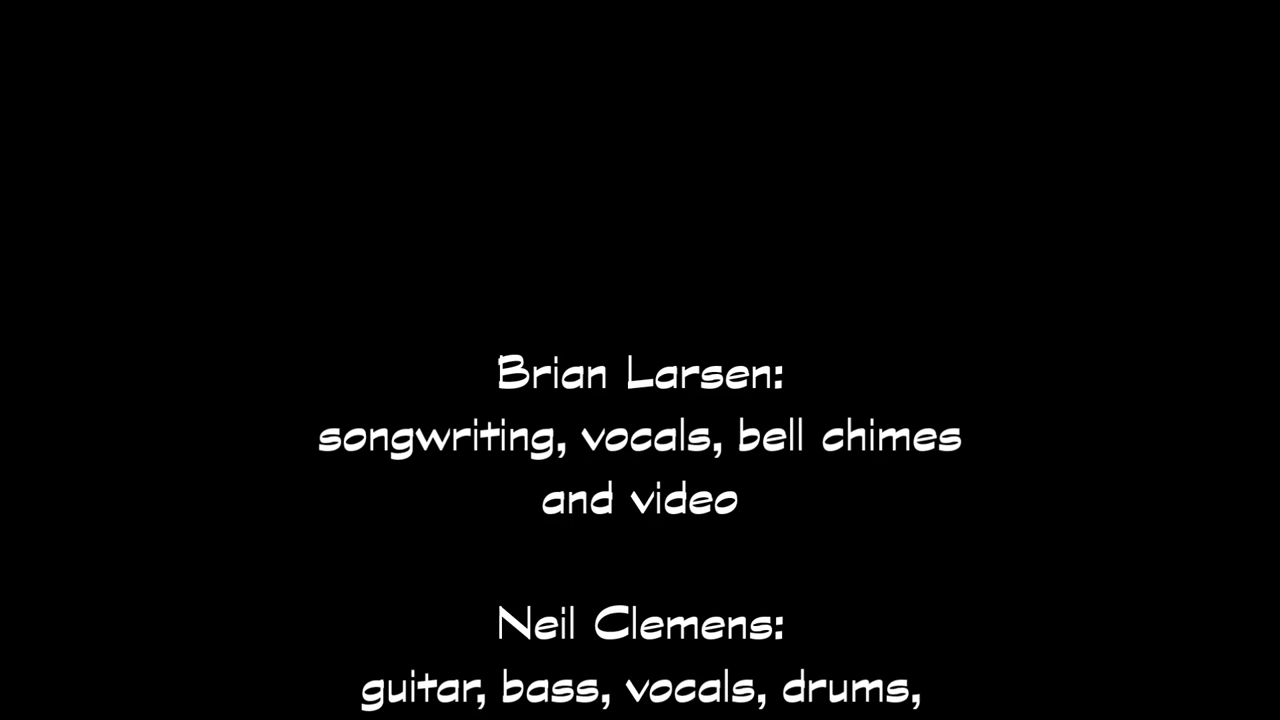 Brian Larsen:
songwriting, vocals, bell chimes
and video
Neil Clemens:
guitar, bass, vocals, drums,